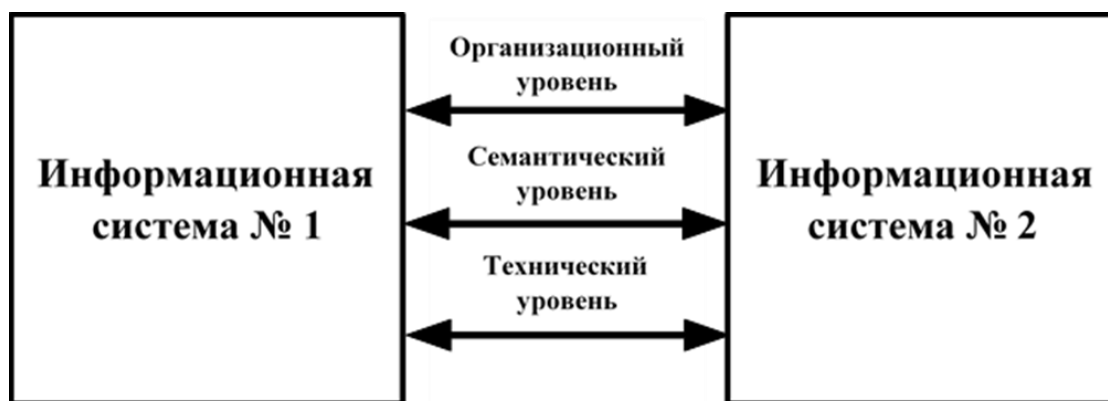 Информационная
система № 1
Организационный
уровень
Семантический
уровень
Технический
уровень
Информационная
система № 2